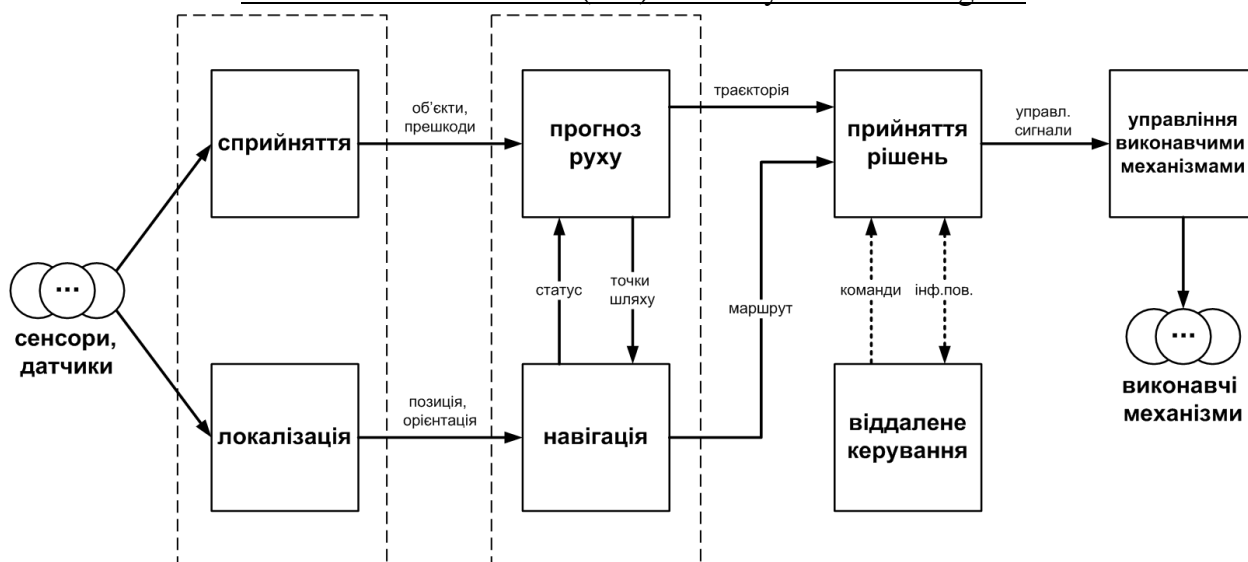 об’єкти,
прешкоди
траєкторія
управл.
сигнали
сприйняття
прогноз
руху
прийняття
рішень
управління
виконавчими
механізмами
...
сенсори,
датчики
статус
точки
шляху
маршрут
команди
інф.пов.
...
виконавчі
механізми
позиція,
орієнтація
локалізація
навігація
віддалене
керування